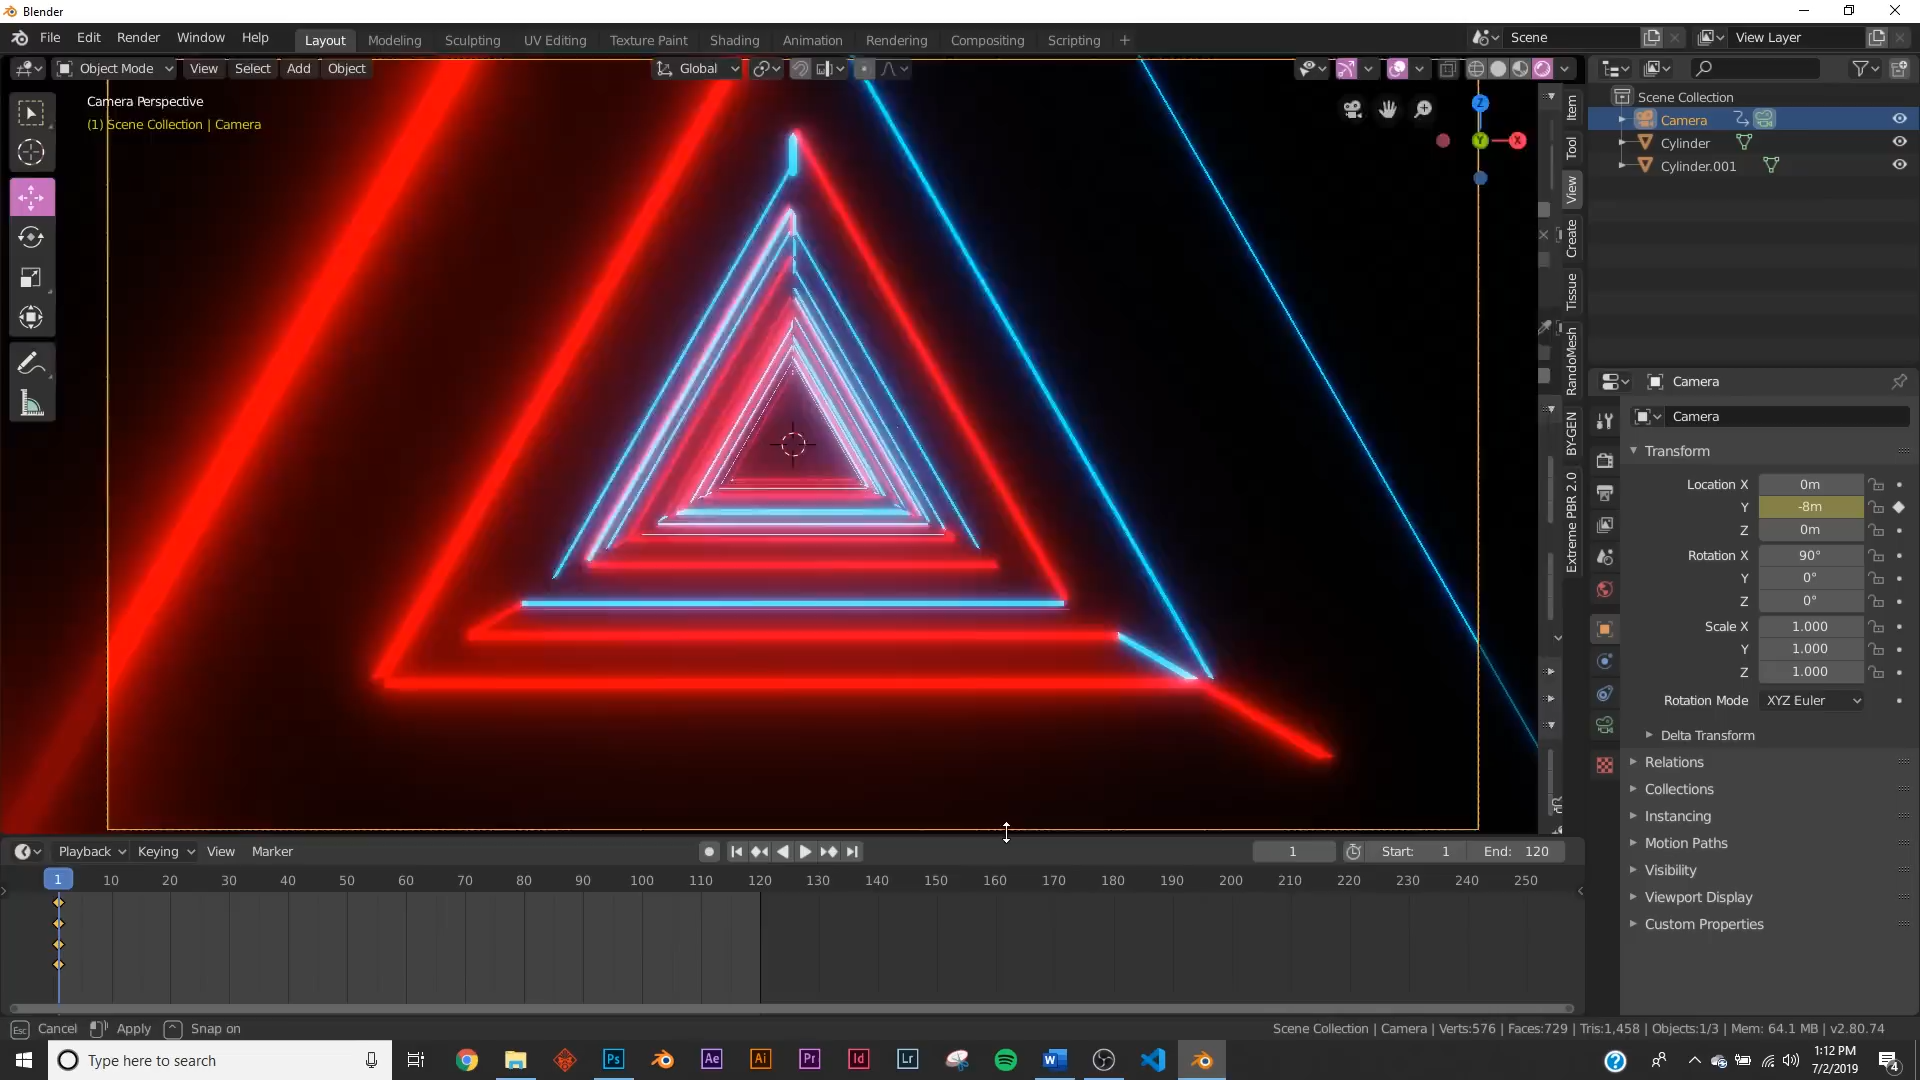 Blender
File Edit Render Window Help Layout Modeling Sculpting UV Editing Texture Paint Shading Animation Rendering Compositing Scripting + Scene View Layer
Object Mode View Select Add Object Global
Camera Perspective
(1) Scene Collection | Camera
Z
Y
X
Item
Tool
View
Create
Tissue
RandoMesh
BY-GEN
Extreme PBR 2.0
Scene Collection
Camera
Cylinder
Cylinder.001
Camera
Camera
Transform
Location X 0m
Y -8m
Z 0m
Rotation X 90°
Y 0°
Z 0°
Scale X 1.000
Y 1.000
Z 1.000
Rotation Mode XYZ Euler
Delta Transform
Relations
Collections
Instancing
Motion Paths
Visibility
Viewport Display
Custom Properties
Playback Keying View Marker 1 Start: 1 End: 120
1 10 20 30 40 50 60 70 80 90 100 110 120 130 140 150 160 170 180 190 200 210 220 230 240 250
Esc Cancel Apply Snap on Scene Collection | Camera | Verts:576 | Faces:729 | Tris:1,458 | Objects:1/3 | Mem: 64.1 MB | v2.80.74
Type here to search Ps Ae Ai Pr Id Lr W
1:12 PM
7/2/2019
4